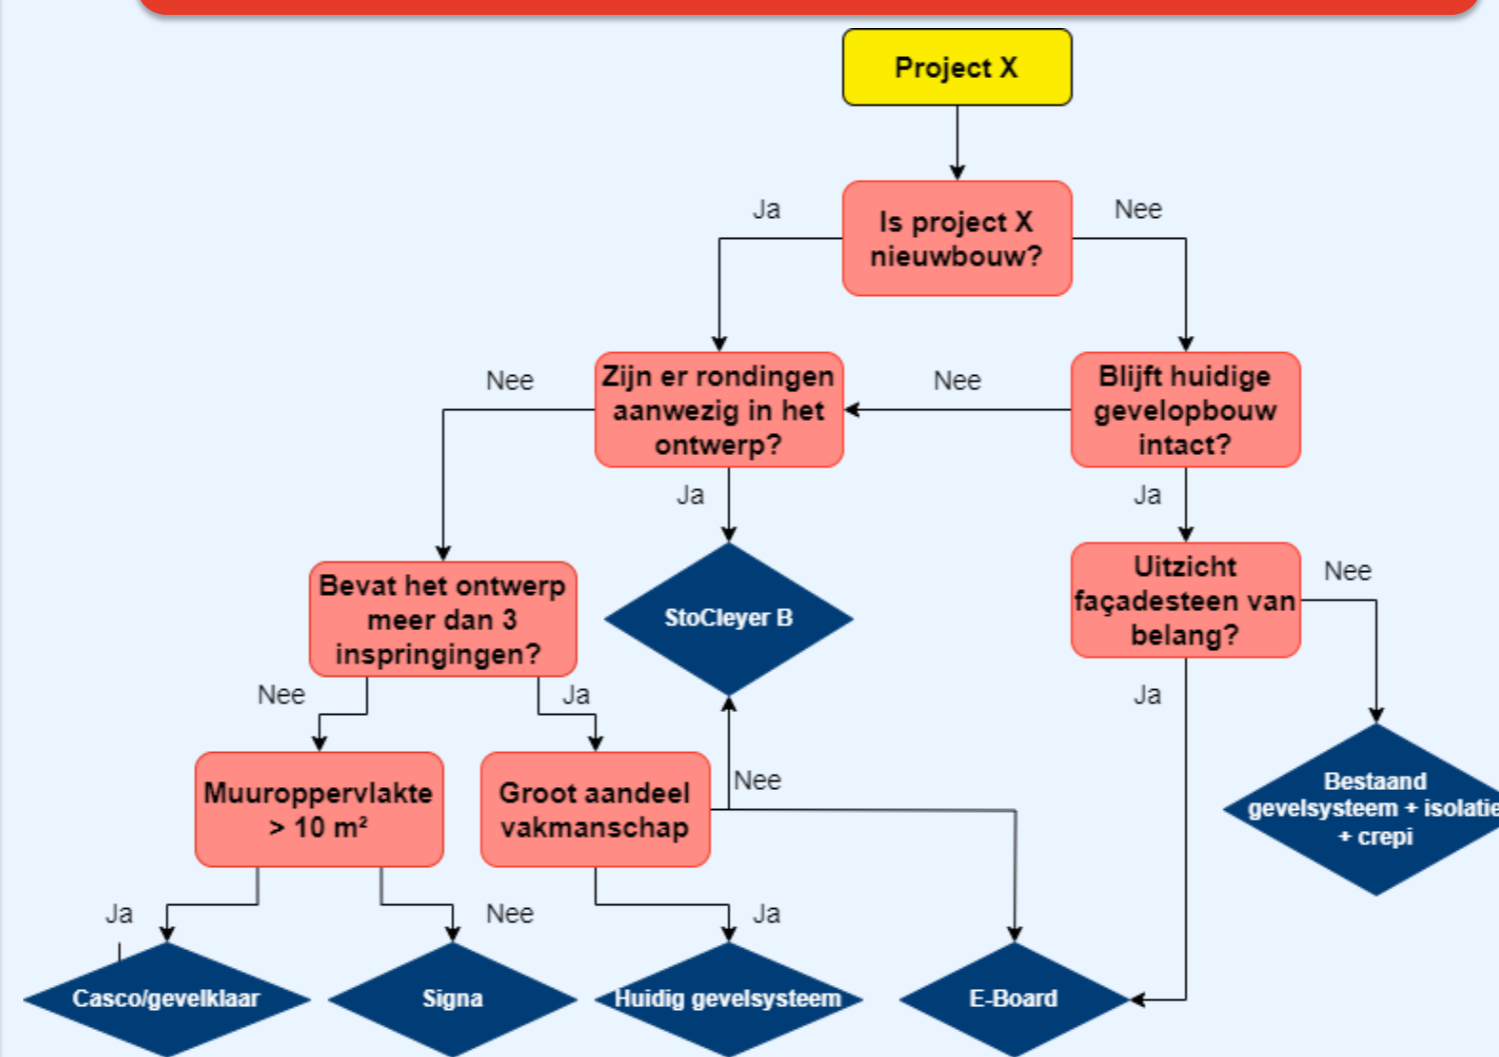 Project X
Ja
Nee
Is project X
nieuwbouw?
Nee
Zijn er rondingen
aanwezig in het
ontwerp?
Nee
Blijft huidige
gevelopbouw
intact?
Ja
Ja
Bevat het ontwerp
meer dan 3
inspringingen?
StoCleyer B
Uitzicht
façadesteen van
belang?
Nee
Nee
Ja
Ja
Muuroppervlakte
> 10 m²
Groot aandeel
vakmanschap
Nee
Bestaand
gevelsysteem + isolatie
+ crepi
Ja
Nee
Ja
Casco/gevelklaar
Signa
Huidig gevelsysteem
E-Board